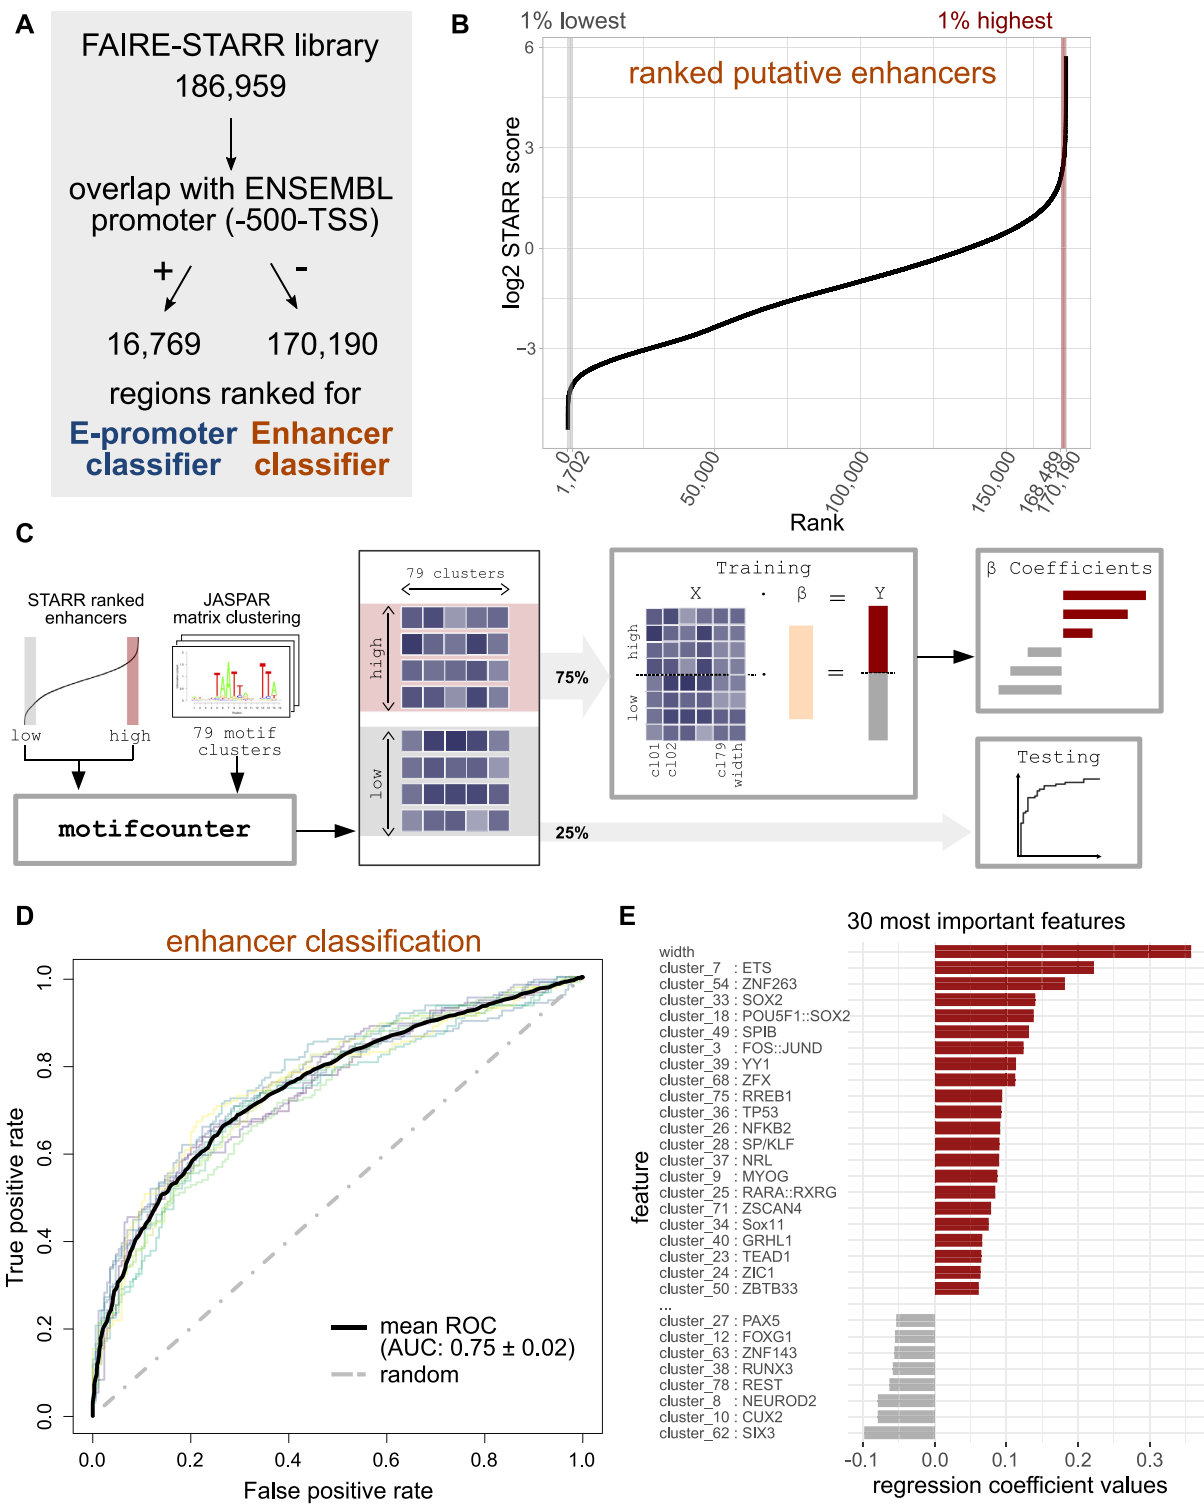 A
FAIRE-STARR library
186,959
overlap with ENSEMBL
promoter (-500-TSS)
+
-
16,769
170,190
regions ranked for
E-promoter
classifier
Enhancer
classifier
B
1% lowest
1% highest
ranked putative enhancers
log2 STARR score
6
3
0
−3
0
1,702
50,000
100,000
150,000
168,489
170,190
Rank
C
STARR ranked
enhancers
low
high
JASPAR
matrix clustering
79 motif
clusters
motifcounter
79 clusters
high
low
75%
25%
Training
X · β = Y
high
low
· =
cl01
cl02
cl79
width
β Coefficients
Testing
D
enhancer classification
True positive rate
1.0
0.8
0.6
0.4
0.2
0.0
mean ROC
(AUC: 0.75 ± 0.02)
random
0.0 0.2 0.4 0.6 0.8 1.0
False positive rate
E
30 most important features
feature
width
cluster_7 : ETS
cluster_54 : ZNF263
cluster_33 : SOX2
cluster_18 : POU5F1::SOX2
cluster_49 : SPIB
cluster_3 : FOS::JUND
cluster_39 : YY1
cluster_68 : ZFX
cluster_75 : RREB1
cluster_36 : TP53
cluster_26 : NFKB2
cluster_28 : SP/KLF
cluster_37 : NRL
cluster_9 : MYOG
cluster_25 : RARA::RXRG
cluster_71 : ZSCAN4
cluster_34 : Sox11
cluster_40 : GRHL1
cluster_23 : TEAD1
cluster_24 : ZIC1
cluster_50 : ZBTB33
...
cluster_27 : PAX5
cluster_12 : FOXG1
cluster_63 : ZNF143
cluster_38 : RUNX3
cluster_78 : REST
cluster_8 : NEUROD2
cluster_10 : CUX2
cluster_62 : SIX3
-0.1 0.0 0.1 0.2 0.3
regression coefficient values